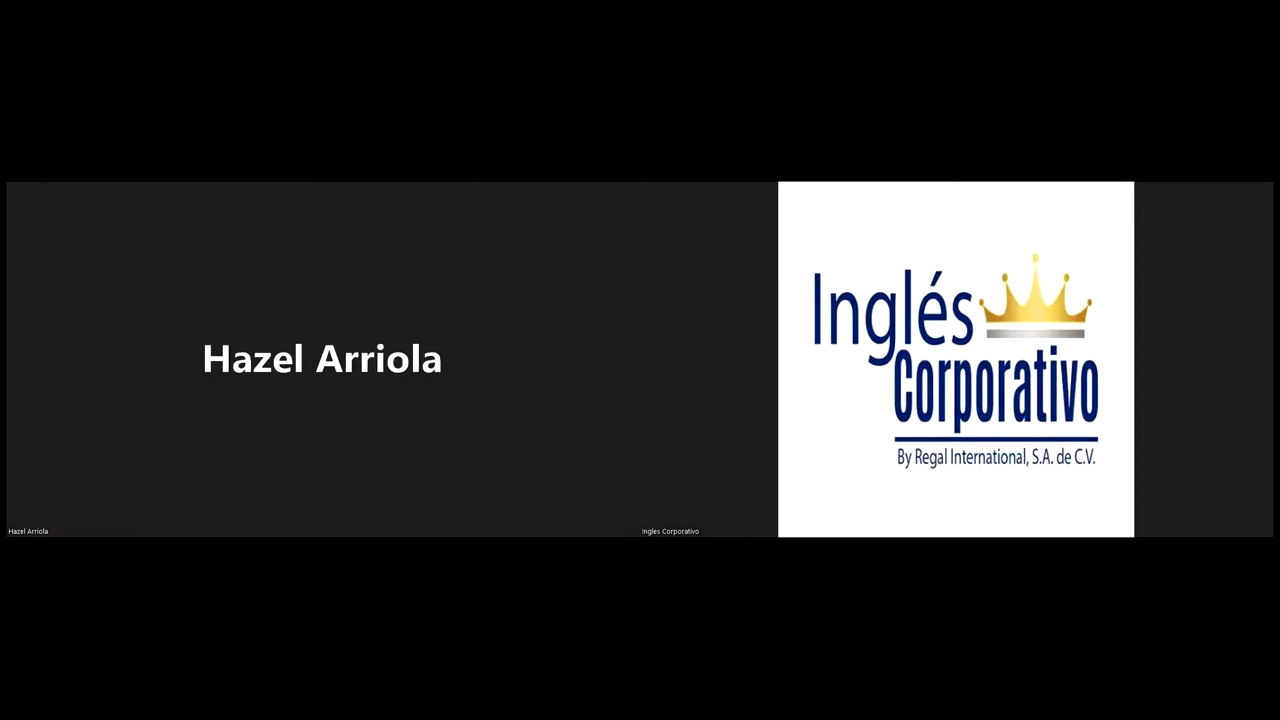 Hazel Arriola
Hazel Arriola
Inglés
Corporativo
By Regal International, S.A. de C.V.
Ingles Corporativo